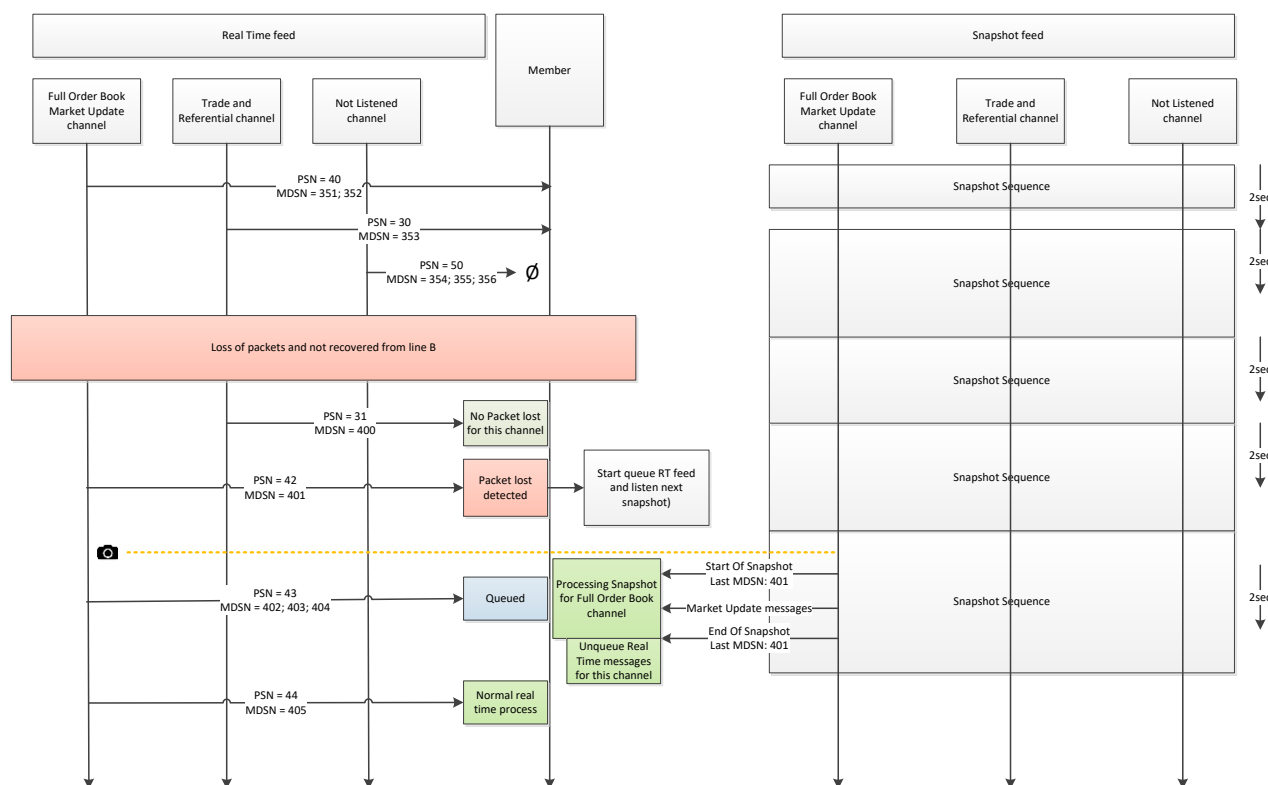 Real Time feed
Member
Snapshot feed
Full Order Book
Market Update
channel
Trade and
Referential channel
Not Listened
channel
Full Order Book
Market Update
channel
Trade and
Referential channel
Not Listened
channel
PSN = 40
MDSN = 351; 352
Snapshot Sequence
2sec
PSN = 30
MDSN = 353
PSN = 50
MDSN = 354; 355; 356
Ø
Snapshot Sequence
2sec
Loss of packets and not recovered from line B
Snapshot Sequence
2sec
PSN = 31
MDSN = 400
No Packet lost
for this channel
PSN = 42
MDSN = 401
Packet lost
detected
Start queue RT feed
and listen next
snapshot)
Snapshot Sequence
2sec
Start Of Snapshot
Last MDSN: 401
PSN = 43
MDSN = 402; 403; 404
Queued
Processing Snapshot
for Full Order Book
channel
Market Update messages
Snapshot Sequence
2sec
End Of Snapshot
Last MDSN: 401
Unqueue Real
Time messages
for this channel
PSN = 44
MDSN = 405
Normal real
time process